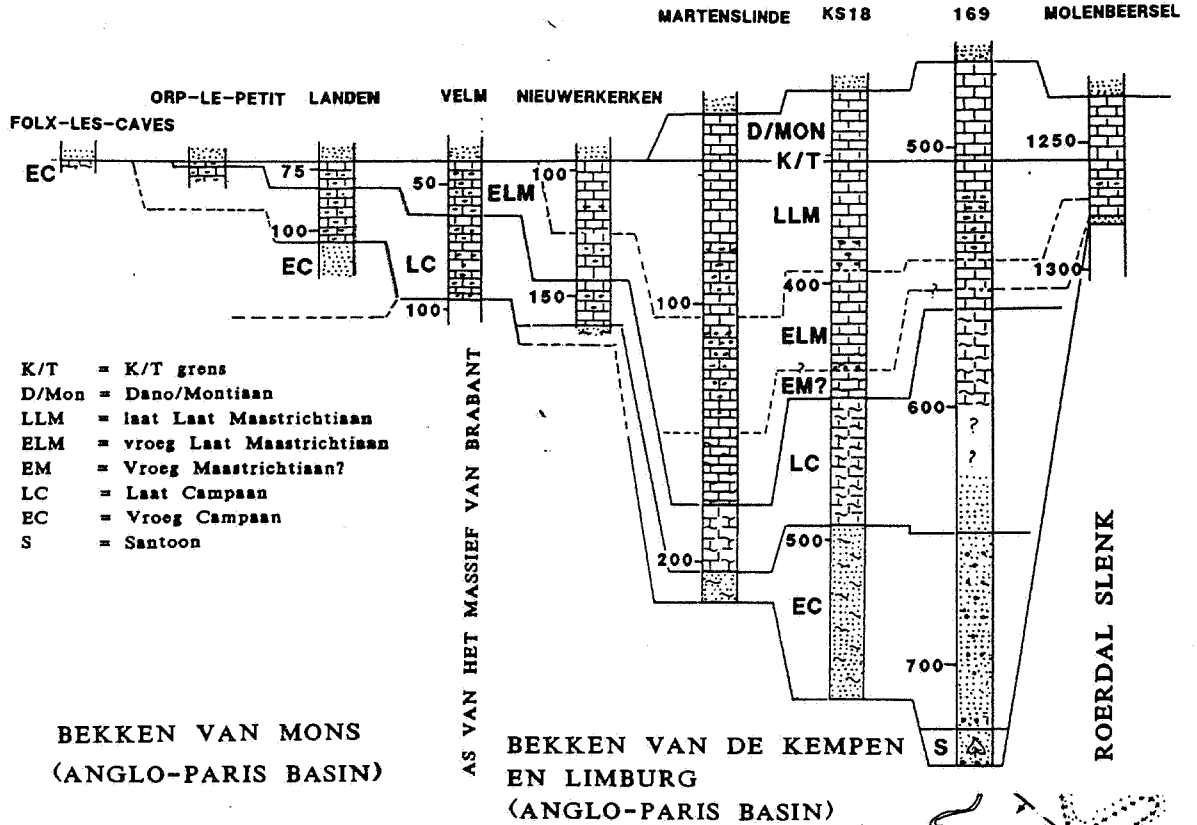 MARTENSLINDE KS18 169 MOLENBEERSEL
ORP-LE-PETIT LANDEN VELM NIEUWERKERKEN
FOLX-LES-CAVES
D/MON
K/T
500
1250
EC
75
50
100
ELM
LLM
100
EC
LC
1300
400
150
100
100
ELM
EM?
?
?
600
?
?
LC
500
200
EC
700
S
K/T = K/T grens
D/Mon = Dano/Montiaan
LLM = laat Laat Maastrichtiaan
ELM = vroeg Laat Maastrichtiaan
EM = Vroeg Maastrichtiaan?
LC = Laat Campaan
EC = Vroeg Campaan
S = Santoon
AS VAN HET MASSIEF VAN BRABANT
ROERDAL SLENK
BEKKEN VAN MONS
(ANGLO-PARIS BASIN)
BEKKEN VAN DE KEMPEN
EN LIMBURG
(ANGLO-PARIS BASIN)